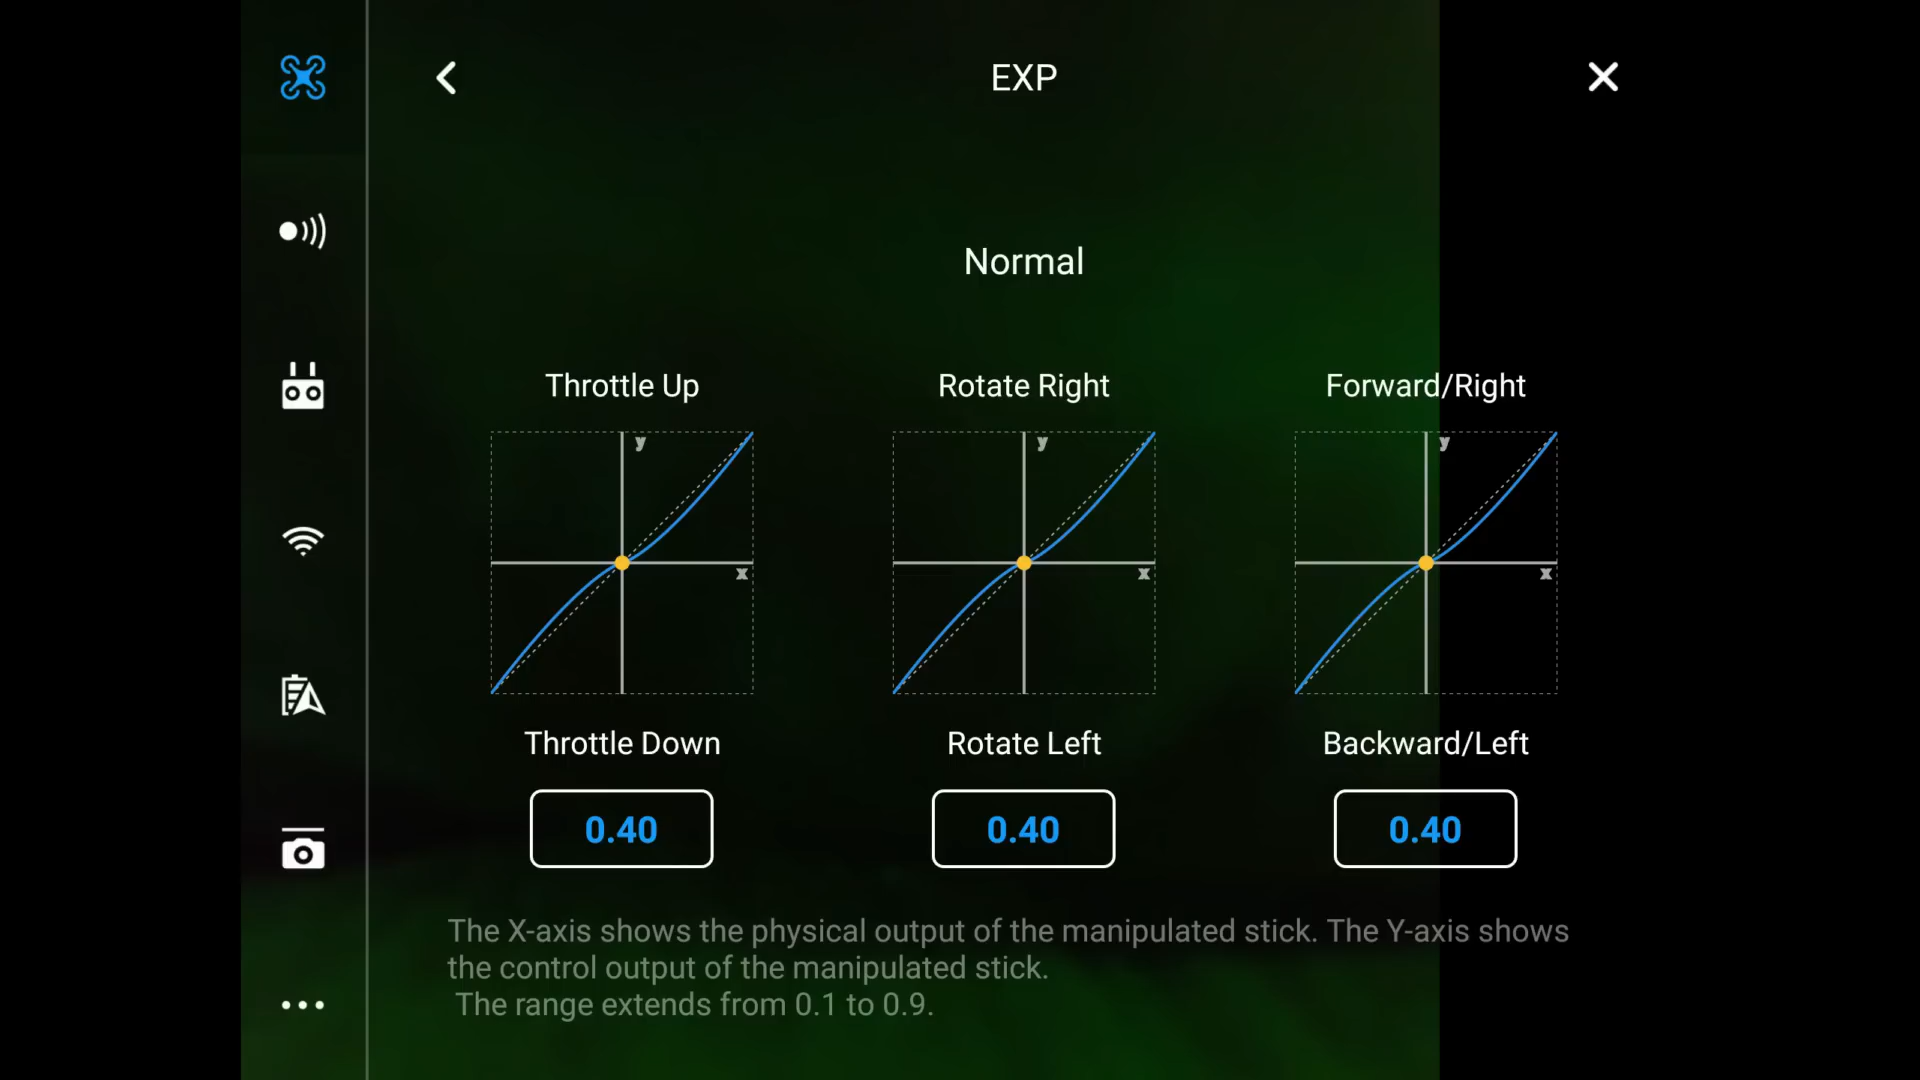 EXP
Normal
Throttle Up
Rotate Right
Forward/Right
y
y
y
x
x
x
Throttle Down
Rotate Left
Backward/Left
0.40
0.40
0.40
The X-axis shows the physical output of the manipulated stick. The Y-axis shows
the control output of the manipulated stick.
The range extends from 0.1 to 0.9.